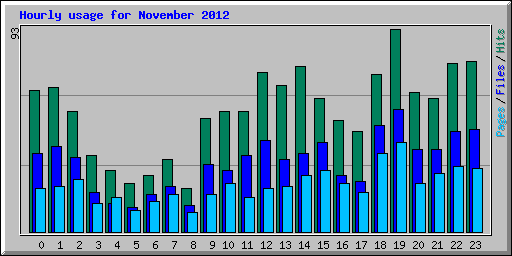 Hourly usage for November 2012
93
Pages/Files/Hits
0 1 2 3 4 5 6 7 8 9 10 11 12 13 14 15 16 17 18 19 20 21 22 23